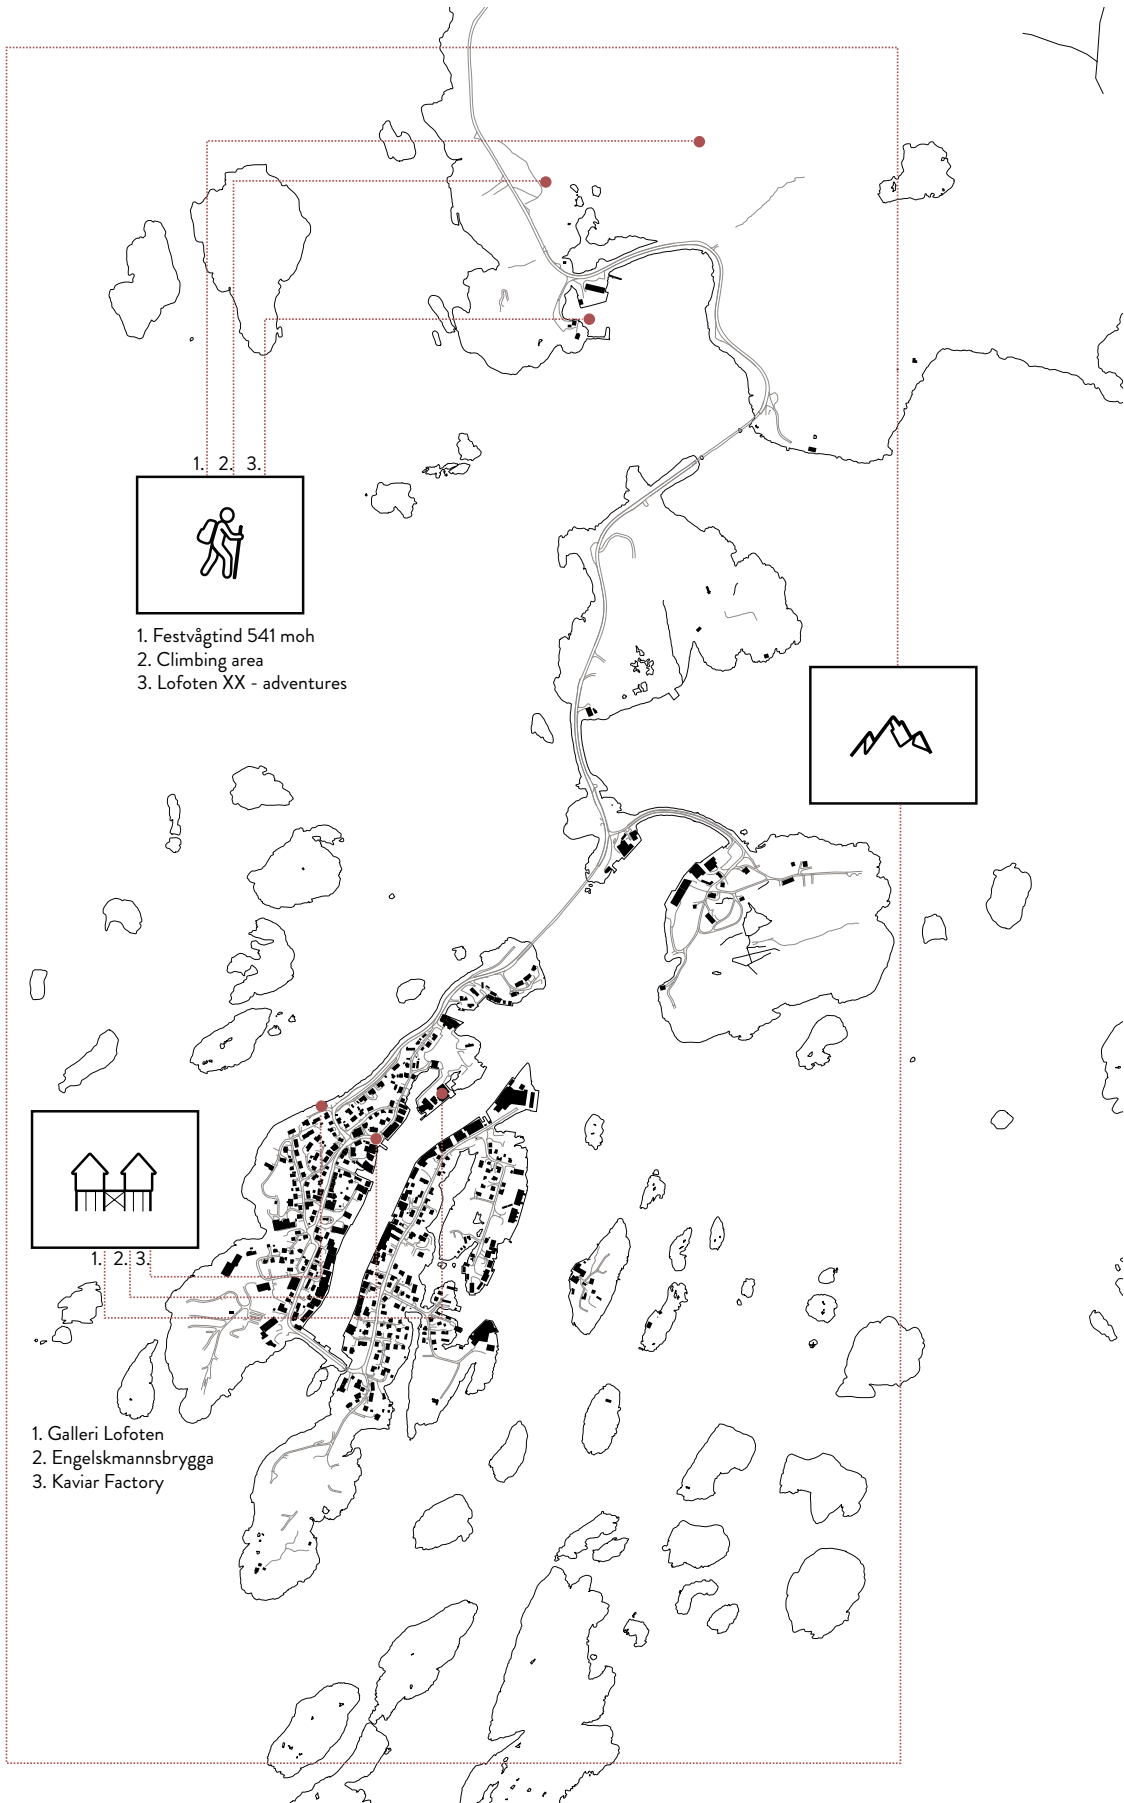 1. 2. 3.
1. Festvågtind 541 moh
2. Climbing area
3. Lofoten XX - adventures
1. 2. 3.
1. Galleri Lofoten
2. Engelskmannsbrygga
3. Kaviar Factory